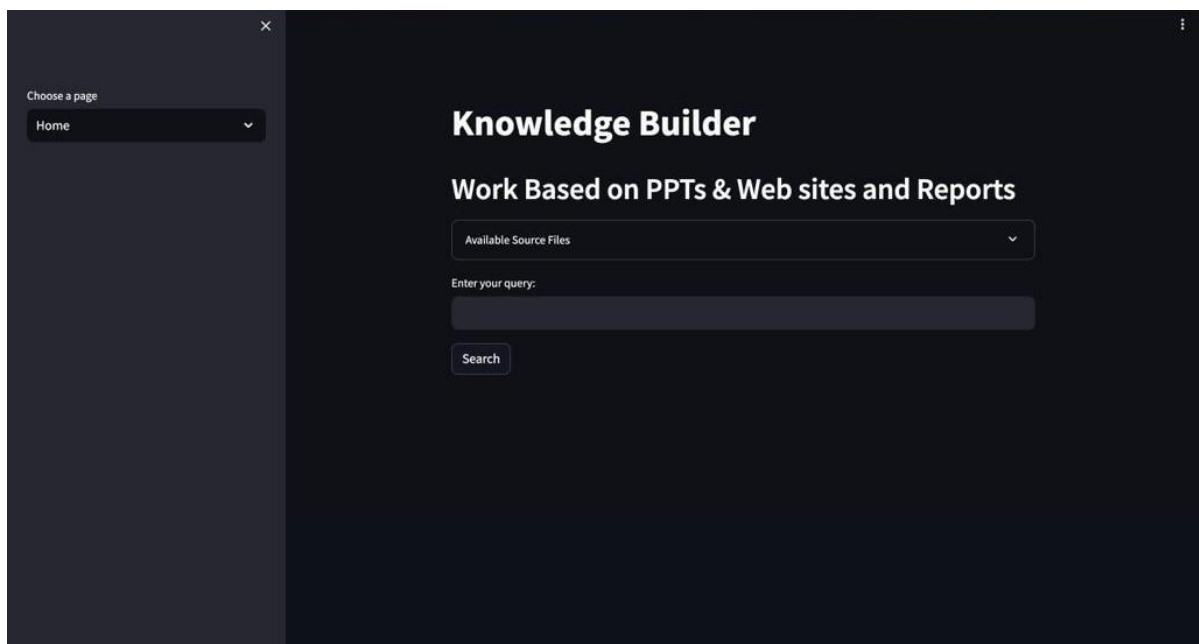 Choose a page
Home
Knowledge Builder
Work Based on PPTs & Web sites and Reports
Available Source Files
Enter your query:
Search